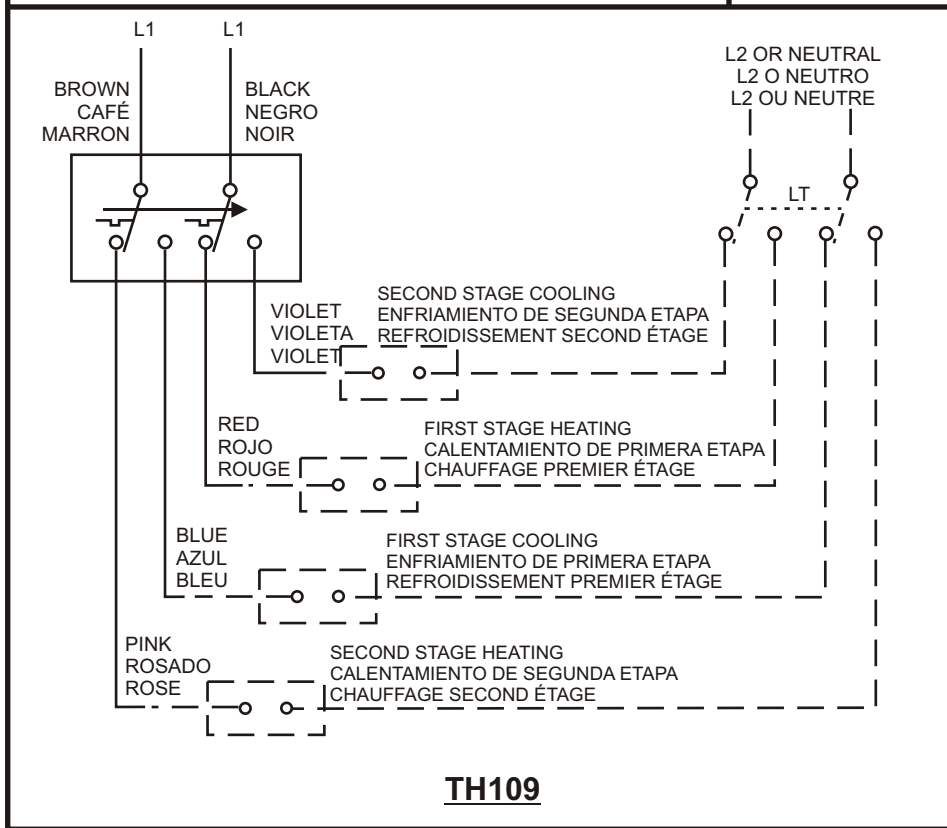 L1
L1
BROWN
CAFÉ
MARRON
BLACK
NEGRO
NOIR
L2 OR NEUTRAL
L2 O NEUTRO
L2 OU NEUTRE
LT
VIOLET
VIOLETA
VIOLET
SECOND STAGE COOLING
ENFRIAMIENTO DE SEGUNDA ETAPA
REFROIDISSEMENT SECOND ÉTAGE
RED
ROJO
ROUGE
FIRST STAGE HEATING
CALENTAMIENTO DE PRIMERA ETAPA
CHAUFFAGE PREMIER ÉTAGE
BLUE
AZUL
BLEU
FIRST STAGE COOLING
ENFRIAMIENTO DE PRIMERA ETAPA
REFROIDISSEMENT PREMIER ÉTAGE
PINK
ROSADO
ROSE
SECOND STAGE HEATING
CALENTAMIENTO DE SEGUNDA ETAPA
CHAUFFAGE SECOND ÉTAGE
TH109